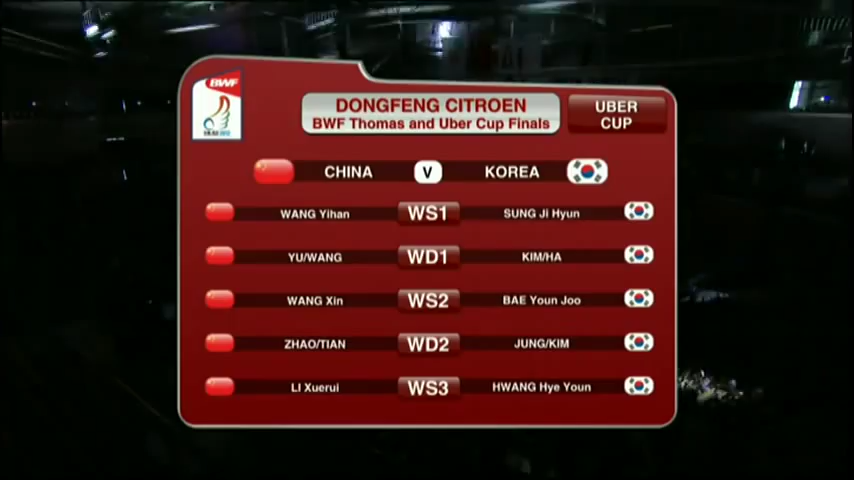 BWF
DONGFENG CITROEN
BWF Thomas and Uber Cup Finals
UBER
CUP
CHINA V KOREA
WANG Yihan WS1 SUNG Ji Hyun
YU/WANG WD1 KIM/HA
WANG Xin WS2 BAE Youn Joo
ZHAO/TIAN WD2 JUNG/KIM
LI Xuerui WS3 HWANG Hye Youn